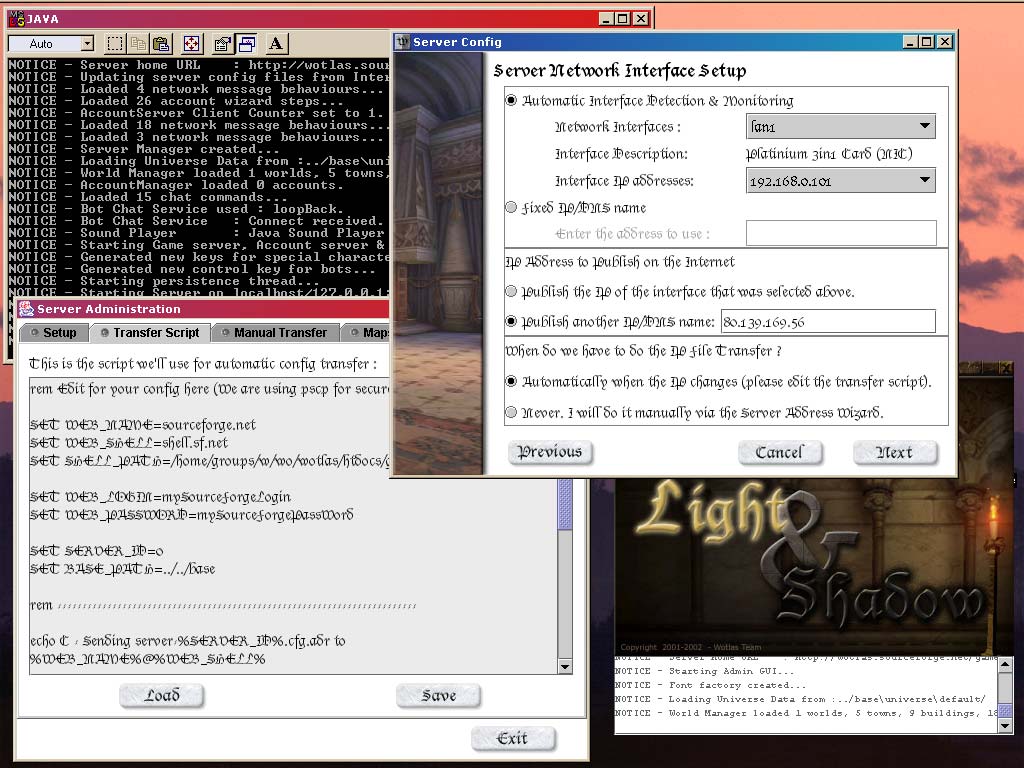 JAVA
Auto
A
NOTICE - Server home URL : http://wotlas.sou
NOTICE - Updating server config files from Inter
NOTICE - Loaded 4 network message behaviours...
NOTICE - Loaded 26 account wizard steps...
NOTICE - AccountServer Client Counter set to 1.
NOTICE - Loaded 18 network message behaviours...
NOTICE - Loaded 3 network message behaviours...
NOTICE - Server Manager created...
NOTICE - Loading Universe Data from :../base\uni
NOTICE - World Manager loaded 1 worlds, 5 towns,
NOTICE - AccountManager loaded 0 accounts.
NOTICE - Loaded 15 chat commands...
NOTICE - Bot Chat Service used : loopBack.
NOTICE - Bot Chat Service : Connect received.
NOTICE - Sound Player : Java Sound Player
NOTICE - Starting Game server, Account server &
NOTICE - Generated new keys for special characte
NOTICE - Generated new control key for bots...
NOTICE - Starting persistence thread...
NOTICE - Starting Server on localhost/127.0.0.1:
Server Config
Server Network Interface Setup
Automatic Interface Detection & Monitoring
Network Interfaces :
lan1
Interface Description:
Platinium 3in1 Card (NIC)
Interface IP addresses:
192.168.0.101
Fixed IP/DNS name
Enter the address to use :
IP Address to Publish on the Internet
Publish the IP of the interface that was selected above.
Publish another IP/DNS name:
80.139.169.56
When do we have to do the IP File Transfer ?
Automatically when the IP changes (please edit the transfer script).
Never. I will do it manually via the Server Address Wizard.
Previous
Cancel
Next
Server Administration
Setup
Transfer Script
Manual Transfer
Map
This is the script we'll use for automatic config transfer :
rem Edit for your config here (We are using pscp for secur
SET WEB_NAME=sourceforge.net
SET WEB_SHELL=shell.sf.net
SET SHELL_PATH=/home/groups/w/wo/wotlas/htdocs/g
SET WEB_LOGIN=mySourceforgeLogin
SET WEB_PASSWORD=mySourceforgePassWord
SET SERVER_ID=0
SET BASE_PATH=../../base
rem
echo C : Sending server-%SERVER_ID%.cfg.adr to
%WEB_NAME%@%WEB_SHELL%
Load
Save
Exit
Light
&
Shadow
Copyright 2001-2002 - Wotlas Team
NOTICE - Server Home URL : http://wotlas.sourceforge.net/game
NOTICE - Starting Admin GUI...
NOTICE - Font factory created...
NOTICE - Loading Universe Data from :../base\universe\default/
NOTICE - World Manager loaded 1 worlds, 5 towns, 9 buildings, 18